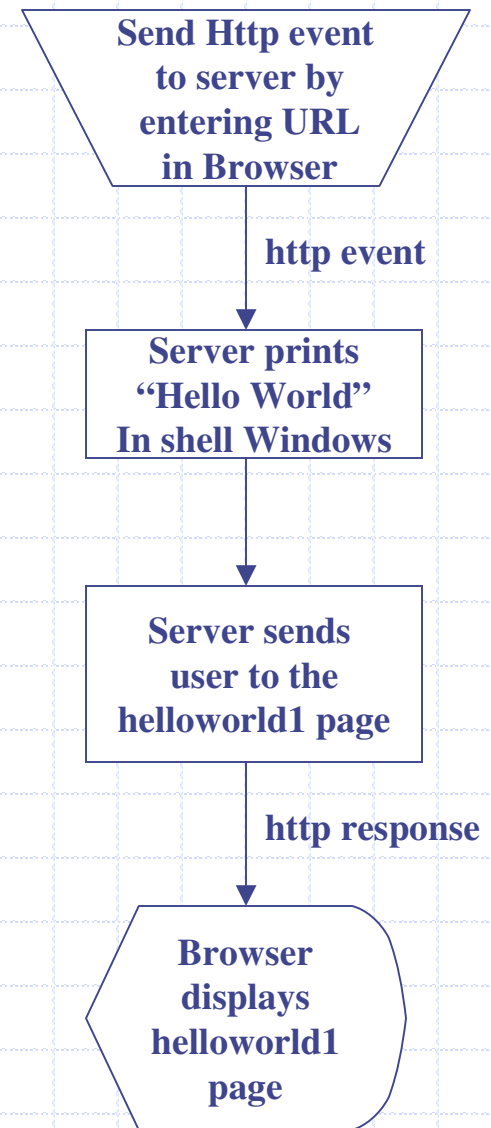 Send Http event
to server by
entering URL
in Browser
http event
Server prints
“Hello World”
In shell Windows
Server sends
user to the
helloworld1 page
http response
Browser
displays
helloworld1
page